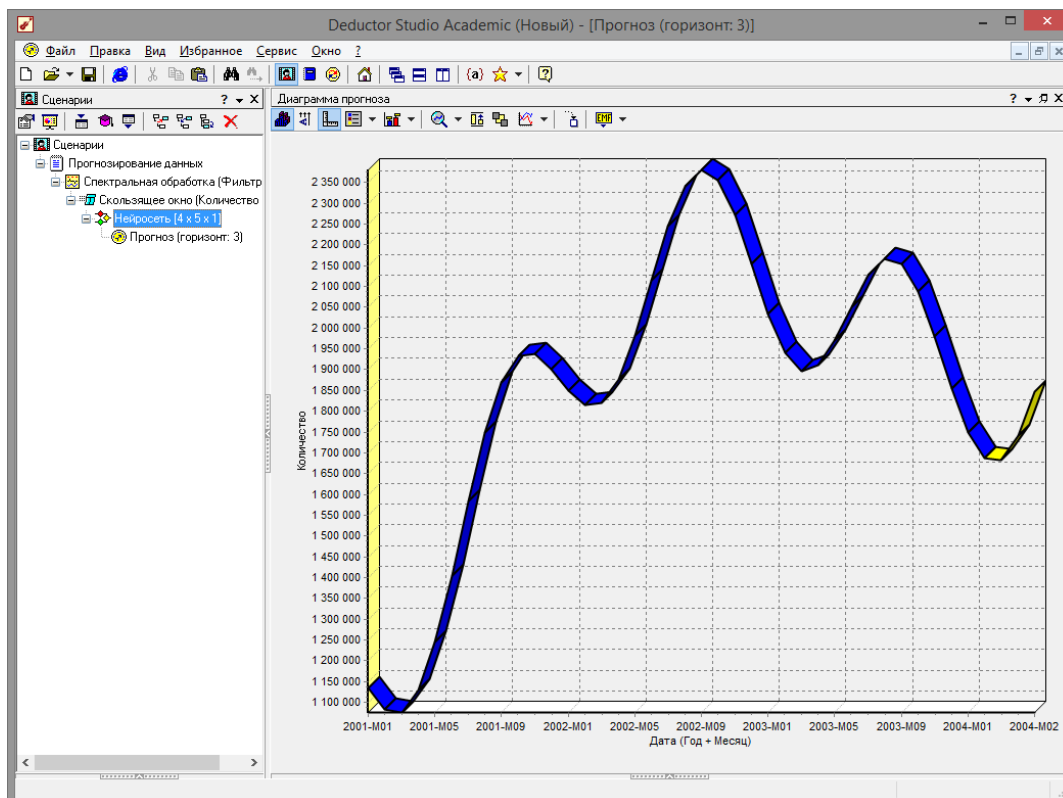 Deductor Studio Academic (Новый) - [Прогноз (горизонт: 3)]
Файл Правка Вид Избранное Сервис Окно ?
{a}
Сценарии ?
Диаграмма прогноза ?
EMF
Сценарии
Прогнозирование данных
Спектральная обработка (Фильтр
Скользящее окно (Количество
Нейросеть [4 x 5 x 1]
Прогноз (горизонт: 3)
Количество
2 350 000
2 300 000
2 250 000
2 200 000
2 150 000
2 100 000
2 050 000
2 000 000
1 950 000
1 900 000
1 850 000
1 800 000
1 750 000
1 700 000
1 650 000
1 600 000
1 550 000
1 500 000
1 450 000
1 400 000
1 350 000
1 300 000
1 250 000
1 200 000
1 150 000
1 100 000
2001-M01 2001-M05 2001-M09 2002-M01 2002-M05 2002-M09 2003-M01 2003-M05 2003-M09 2004-M01 2004-M02
Дата (Год + Месяц)